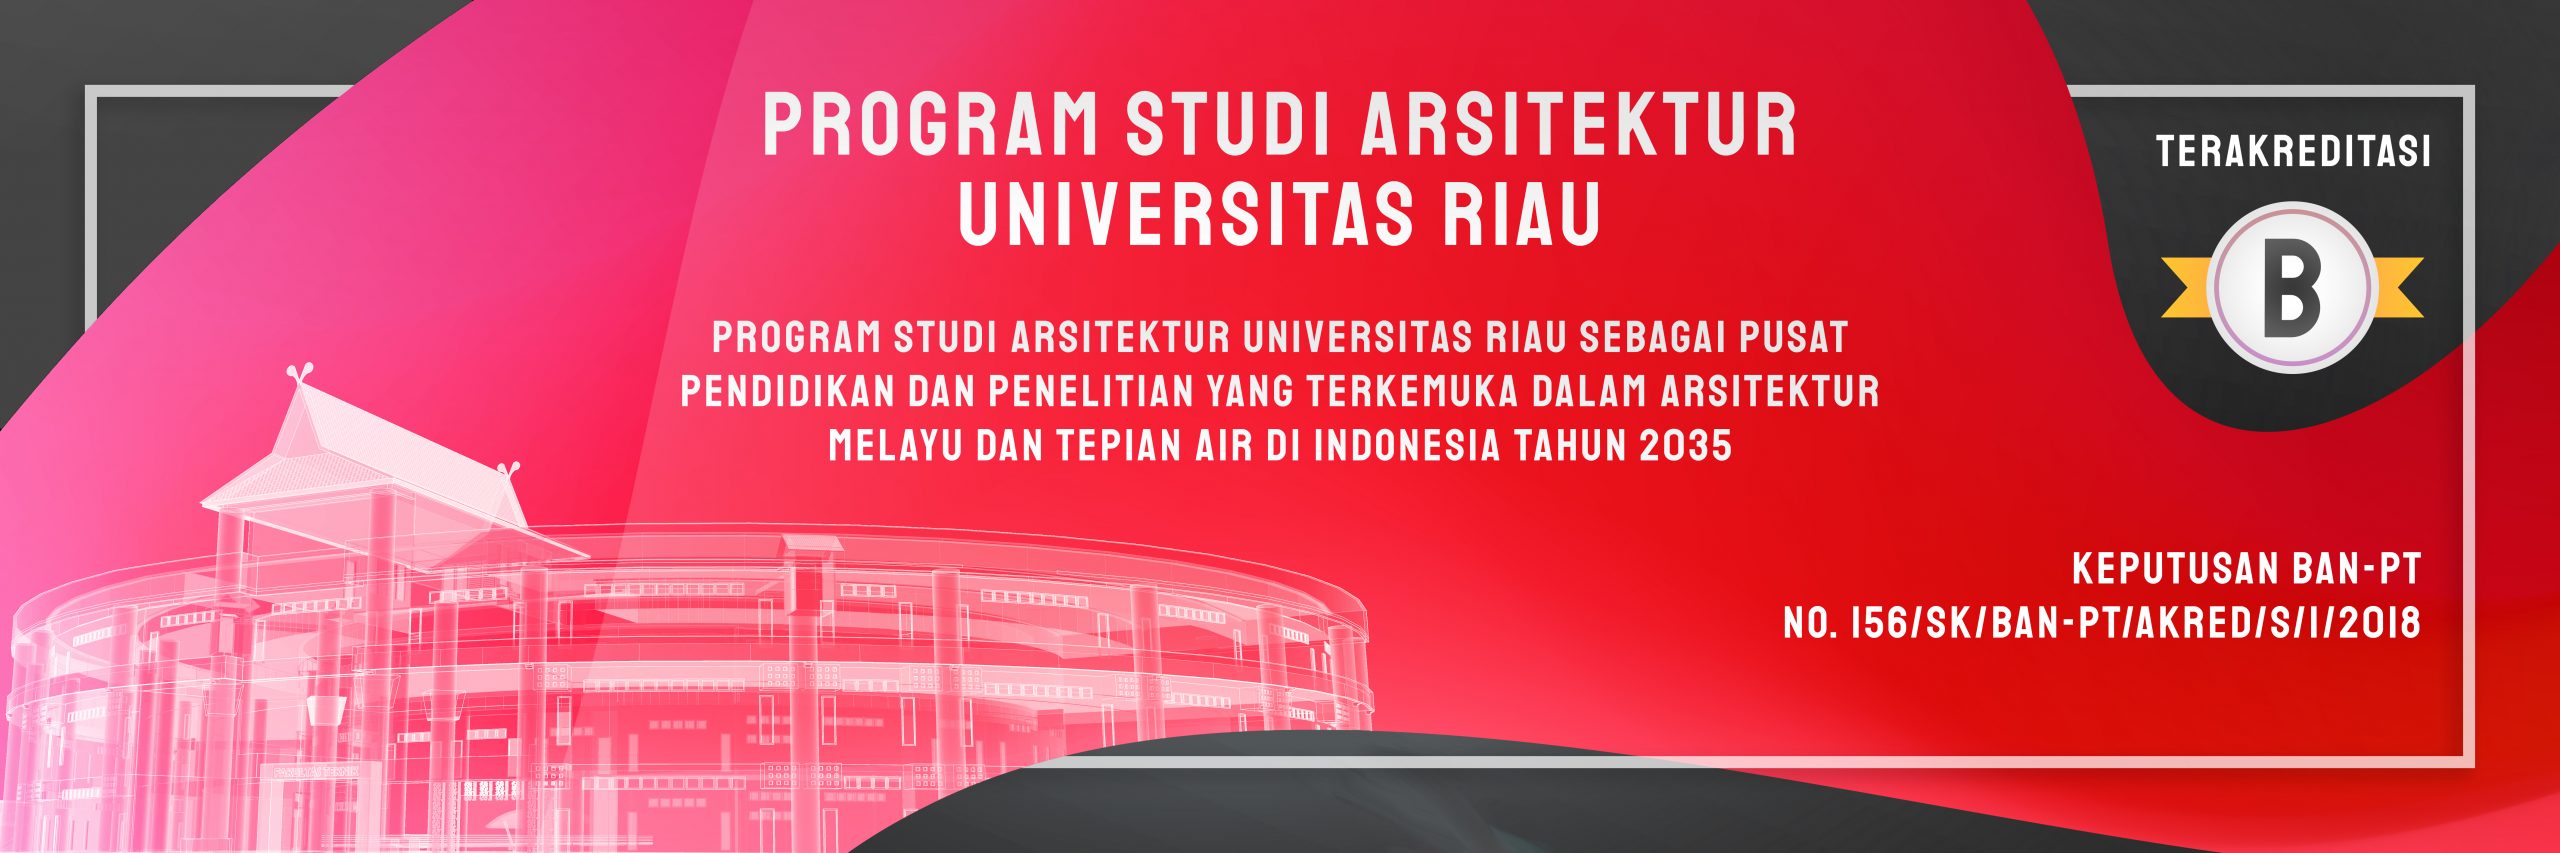 PROGRAM STUDI ARSITEKTUR
UNIVERSITAS RIAU
PROGRAM STUDI ARSITEKTUR UNIVERSITAS RIAU SEBAGAI PUSAT
PENDIDIKAN DAN PENELITIAN YANG TERKEMUKA DALAM ARSITEKTUR
MELAYU DAN TEPIAN AIR DI INDONESIA TAHUN 2035
TERAKREDITASI
B
KEPUTUSAN BAN-PT
NO. 156/SK/BAN-PT/AKRED/S/I/2018
FAKULTAS TEKNIK